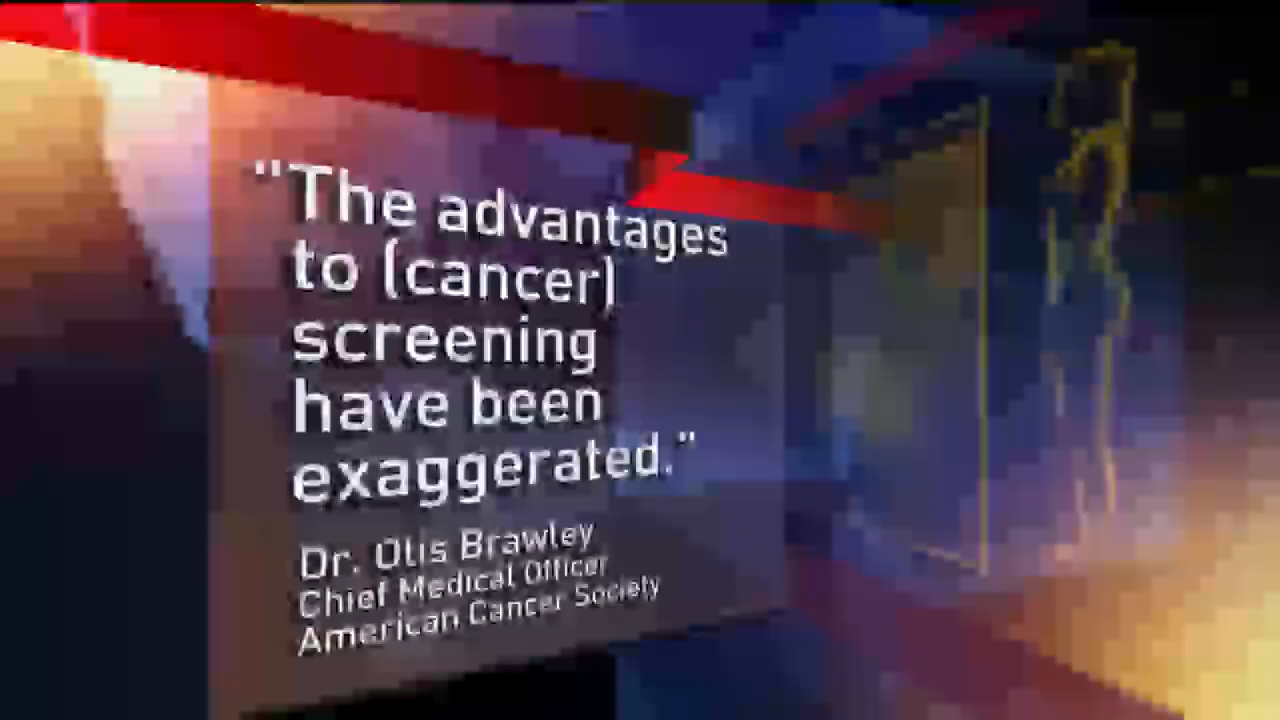 "The advantages
to (cancer)
screening
have been
exaggerated."
Dr. Otis Brawley
Chief Medical Officer
American Cancer Society